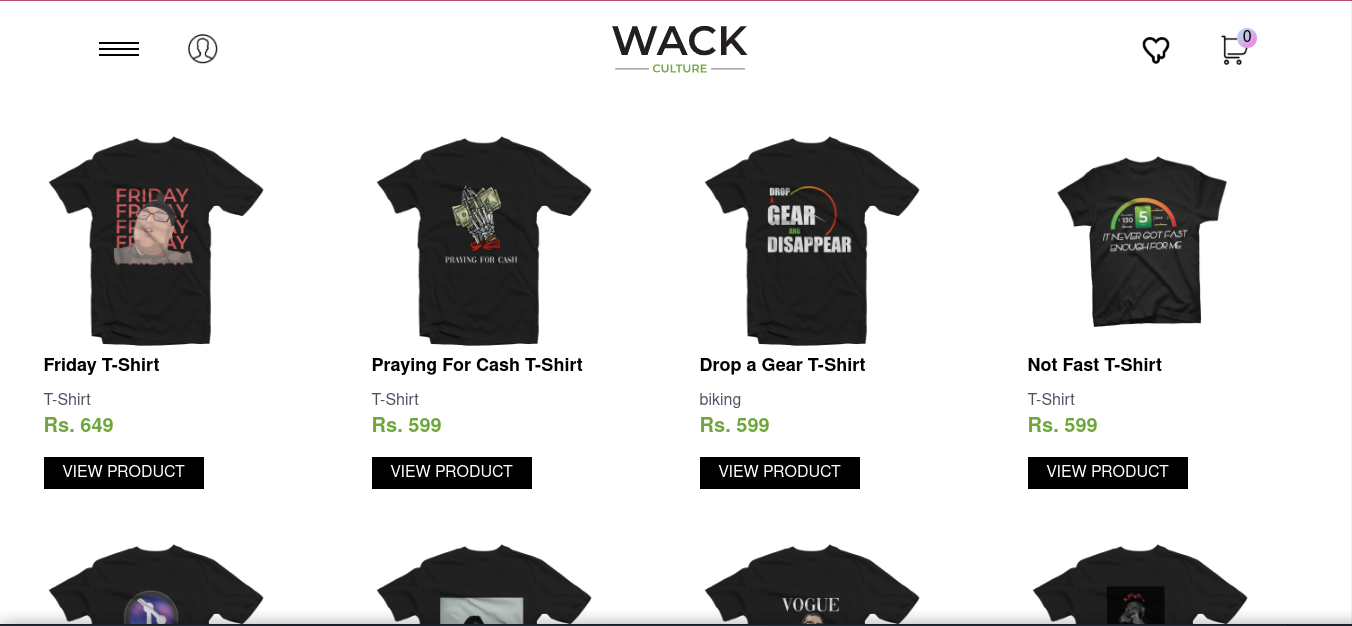 WACK
CULTURE
0
FRIDAY
FRIDAY
FRIDAY
FRIDAY
FRIDAY
PRAYING FOR CASH
DROP
A
GEAR
AND
DISAPPEAR
130
5
IT NEVER GOT FAST
ENOUGH FOR ME
Friday T-Shirt
Praying For Cash T-Shirt
Drop a Gear T-Shirt
Not Fast T-Shirt
T-Shirt
T-Shirt
biking
T-Shirt
Rs. 649
Rs. 599
Rs. 599
Rs. 599
VIEW PRODUCT
VIEW PRODUCT
VIEW PRODUCT
VIEW PRODUCT
VOGUE